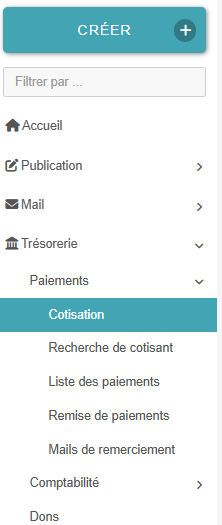 CRÉER
Filtrer par ...
Accueil
Publication
Mail
Trésorerie
Paiements
Cotisation
Recherche de cotisant
Liste des paiements
Remise de paiements
Mails de remerciement
Comptabilité
Dons